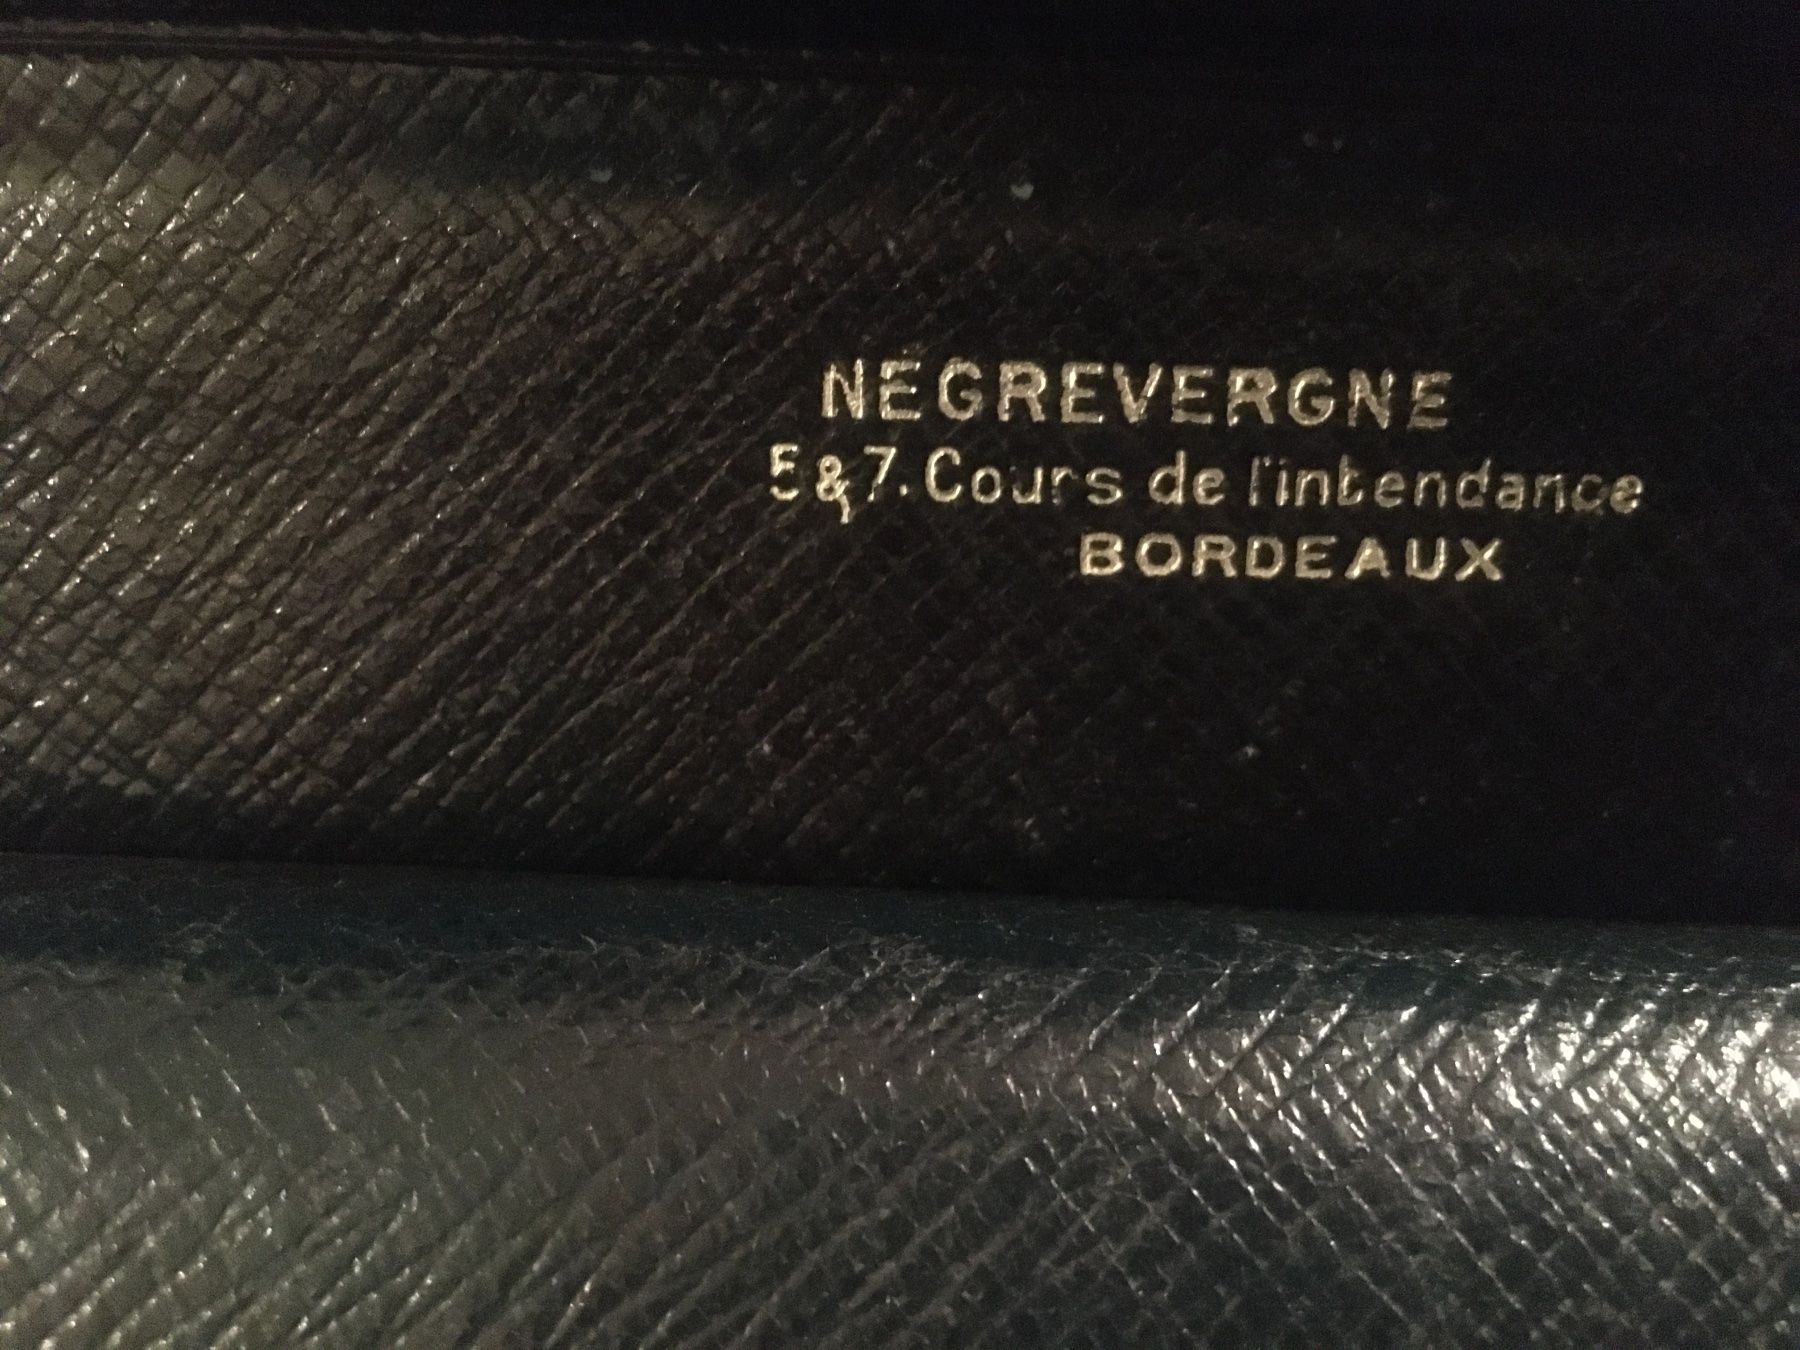 NÉGREVERGNE
5 & 7. Cours de l'intendance
BORDEAUX